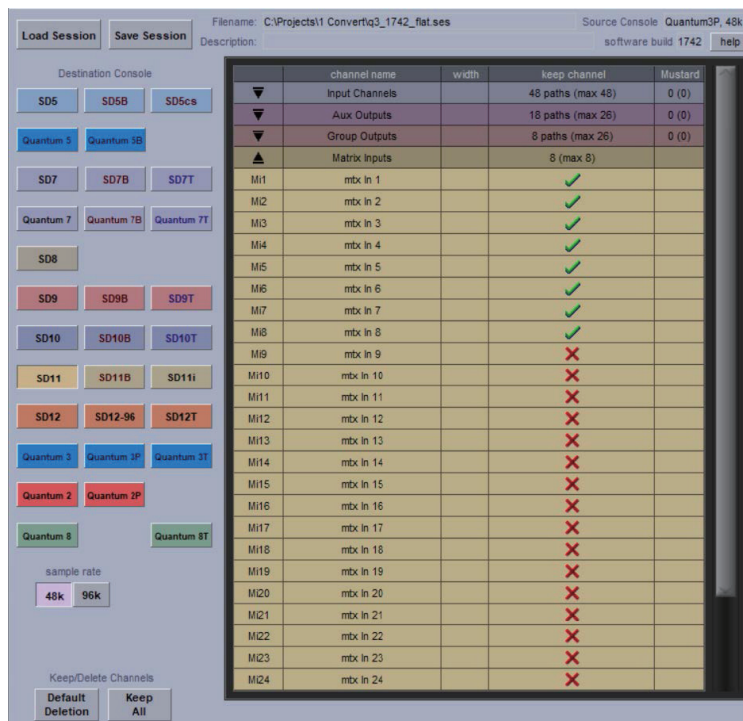 Load Session Save Session
Filename: C:\Projects\1 Convert\q3_1742_flat.ses Source Console Quantum3P, 48k
Description: software build 1742 help
Destination Console
SD5 SD5B SD5cs
Quantum 5 Quantum 5B
SD7 SD7B SD7T
Quantum 7 Quantum 7B Quantum 7T
SD8
SD9 SD9B SD9T
SD10 SD10B SD10T
SD11 SD11B SD11i
SD12 SD12-96 SD12T
Quantum 3 Quantum 3P Quantum 3T
Quantum 2 Quantum 2P
Quantum 8 Quantum 8T
sample rate
48k 96k
Keep/Delete Channels
Default Deletion Keep All
channel name width keep channel Mustard
Input Channels 48 paths (max 48) 0 (0)
Aux Outputs 18 paths (max 26) 0 (0)
Group Outputs 8 paths (max 26) 0 (0)
Matrix Inputs 8 (max 8)
Mi1 mtx In 1
Mi2 mtx In 2
Mi3 mtx In 3
Mi4 mtx In 4
Mi5 mtx In 5
Mi6 mtx In 6
Mi7 mtx In 7
Mi8 mtx In 8
Mi9 mtx In 9
Mi10 mtx In 10
Mi11 mtx In 11
Mi12 mtx In 12
Mi13 mtx In 13
Mi14 mtx In 14
Mi15 mtx In 15
Mi16 mtx In 16
Mi17 mtx In 17
Mi18 mtx In 18
Mi19 mtx In 19
Mi20 mtx In 20
Mi21 mtx In 21
Mi22 mtx In 22
Mi23 mtx In 23
Mi24 mtx In 24